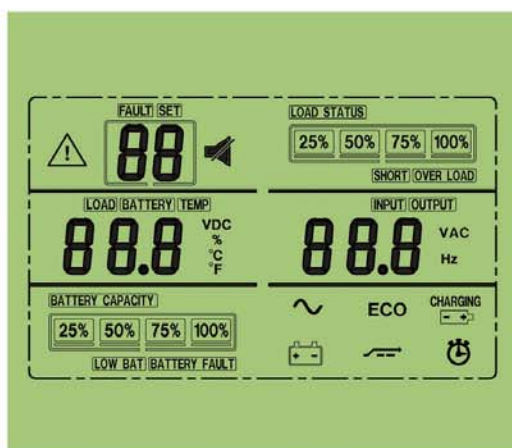 FAULT SET
88
LOAD STATUS
25% 50% 75% 100%
SHORT OVER LOAD
LOAD BATTERY TEMP
88.8 VDC
%
°C
°F
INPUT OUTPUT
88.8 VAC
Hz
BATTERY CAPACITY
25% 50% 75% 100%
LOW BAT BATTERY FAULT
ECO CHARGING